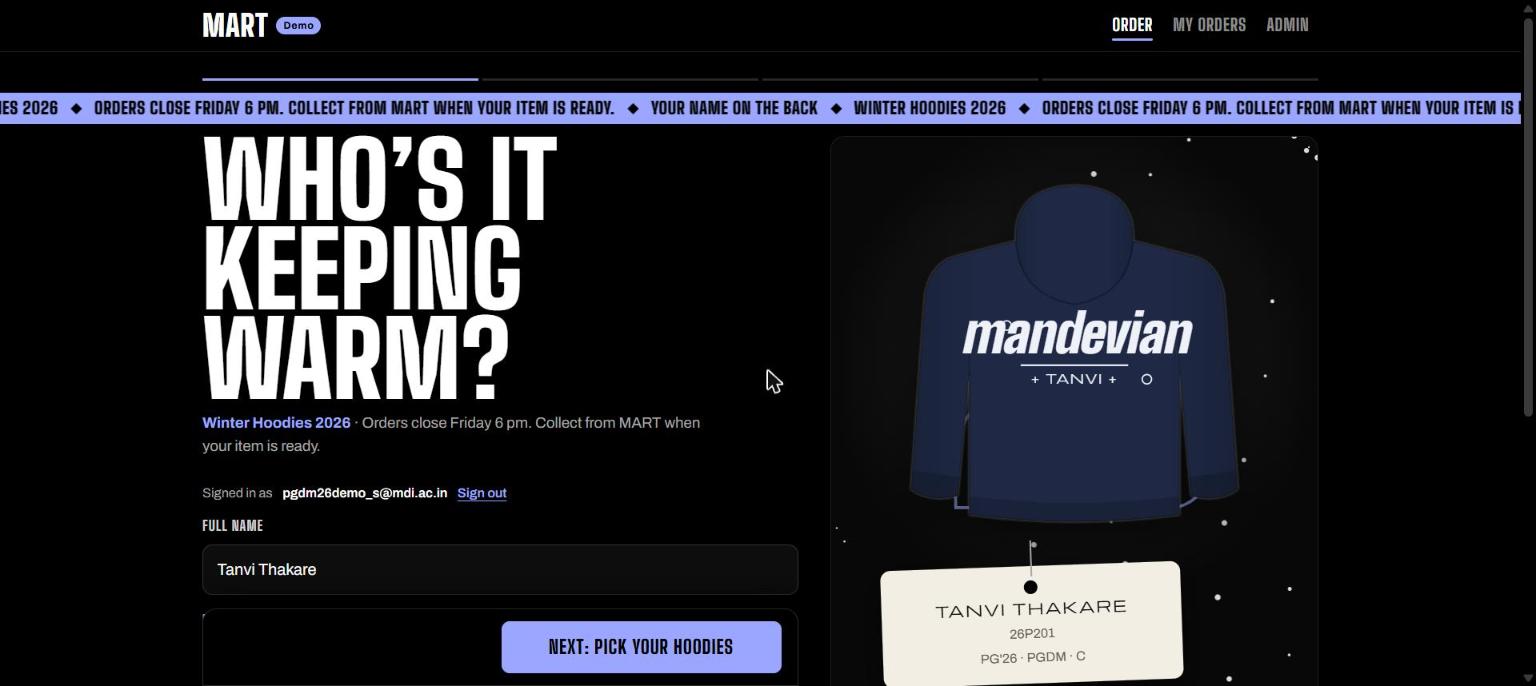 MART Demo
ORDER MY ORDERS ADMIN
IES 2026 ◆ ORDERS CLOSE FRIDAY 6 PM. COLLECT FROM MART WHEN YOUR ITEM IS READY. ◆ YOUR NAME ON THE BACK ◆ WINTER HOODIES 2026 ◆ ORDERS CLOSE FRIDAY 6 PM. COLLECT FROM MART WHEN YOUR ITEM IS
WHO’S IT
KEEPING
WARM?
Winter Hoodies 2026 · Orders close Friday 6 pm. Collect from MART when
your item is ready.
Signed in as pgdm26demo_s@mdi.ac.in Sign out
FULL NAME
Tanvi Thakare
NEXT: PICK YOUR HOODIES
mandevian
+ TANVI +
TANVI THAKARE
26P201
PG'26 · PGDM · C